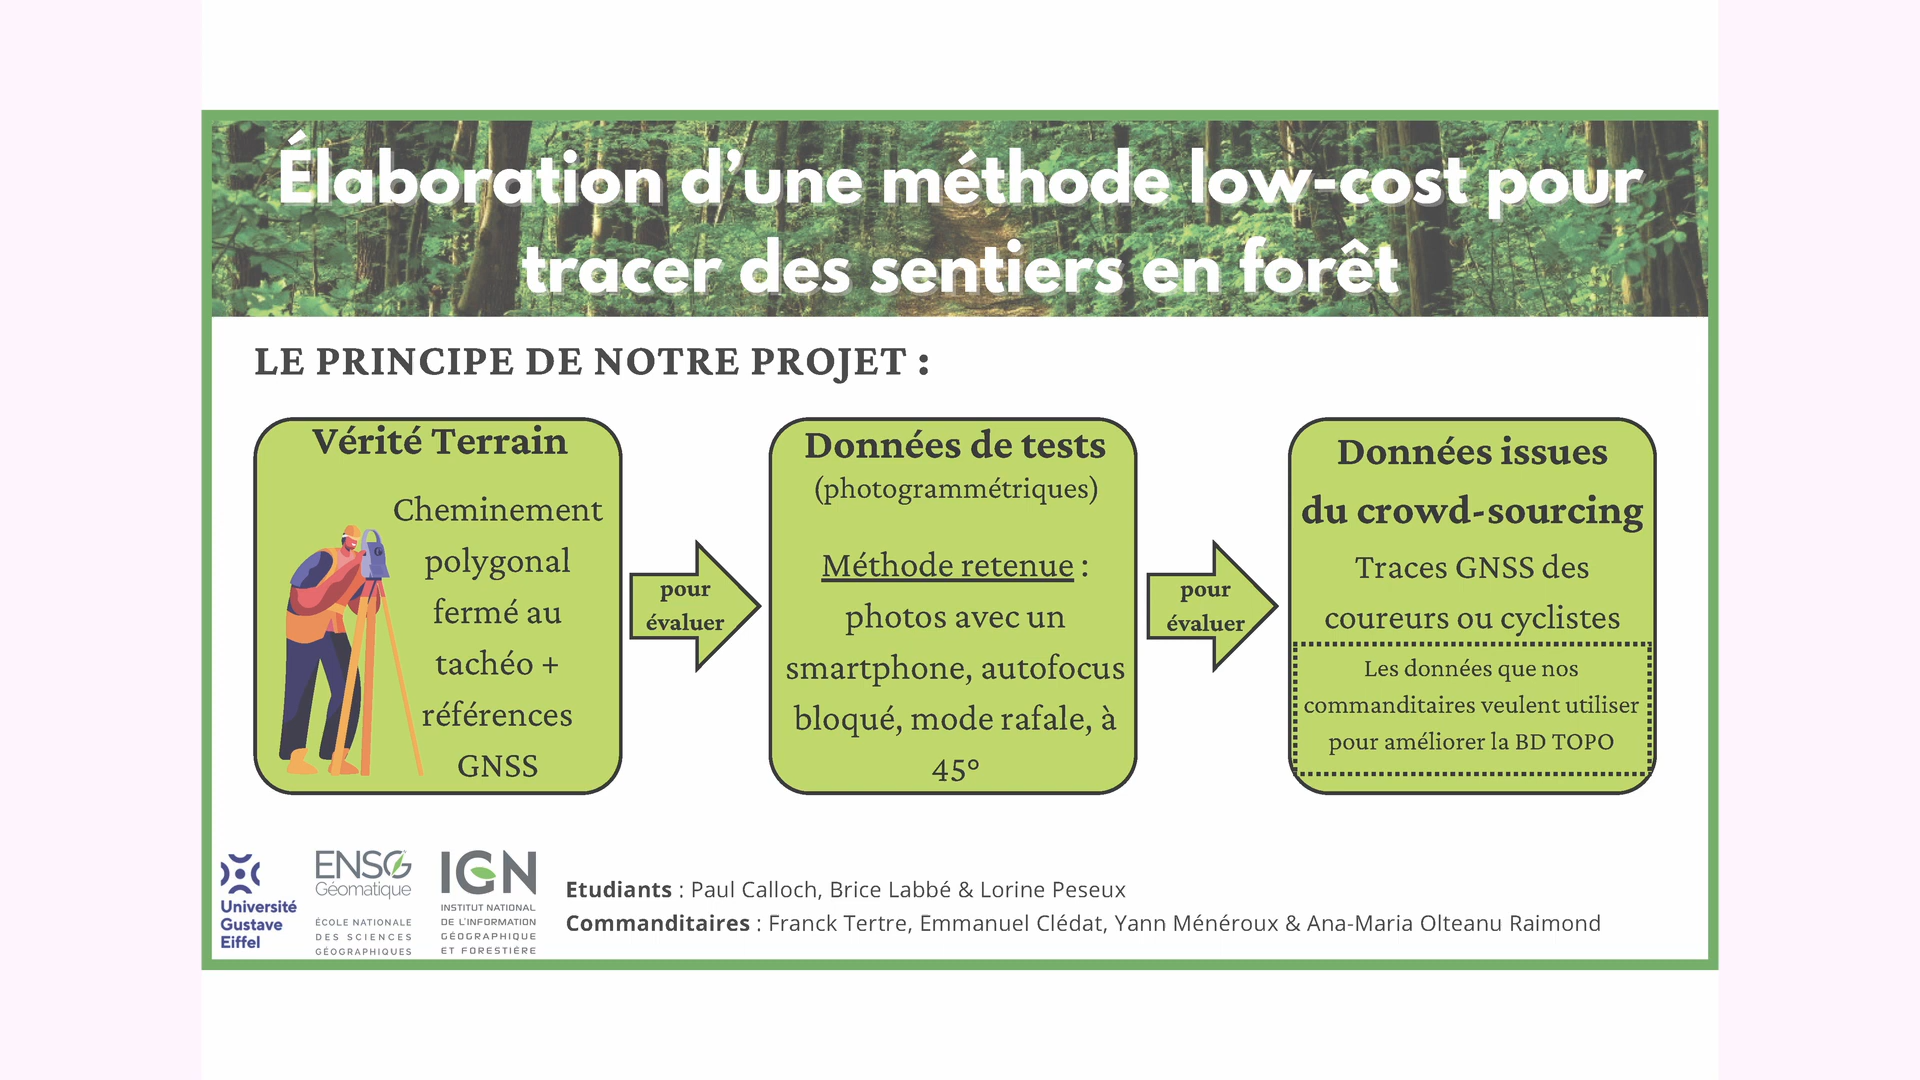 Élaboration d'une méthode low-cost pour
tracer des sentiers en forêt
LE PRINCIPE DE NOTRE PROJET :
Vérité Terrain
Cheminement
polygonal
fermé au
tachéo +
références
GNSS
pour
évaluer
Données de tests
(photogrammétriques)
Méthode retenue :
photos avec un
smartphone, autofocus
bloqué, mode rafale, à
45°
pour
évaluer
Données issues
du crowd-sourcing
Traces GNSS des
coureurs ou cyclistes
Les données que nos
commanditaires veulent utiliser
pour améliorer la BD TOPO
Université
Gustave
Eiffel
ENSG
Géomatique
ÉCOLE NATIONALE
DES SCIENCES
GÉOGRAPHIQUES
IGN
INSTITUT NATIONAL
DE L'INFORMATION
GÉOGRAPHIQUE
ET FORESTIÈRE
Etudiants : Paul Calloch, Brice Labbé & Lorine Peseux
Commanditaires : Franck Tertre, Emmanuel Clédat, Yann Ménéroux & Ana-Maria Olteanu Raimond